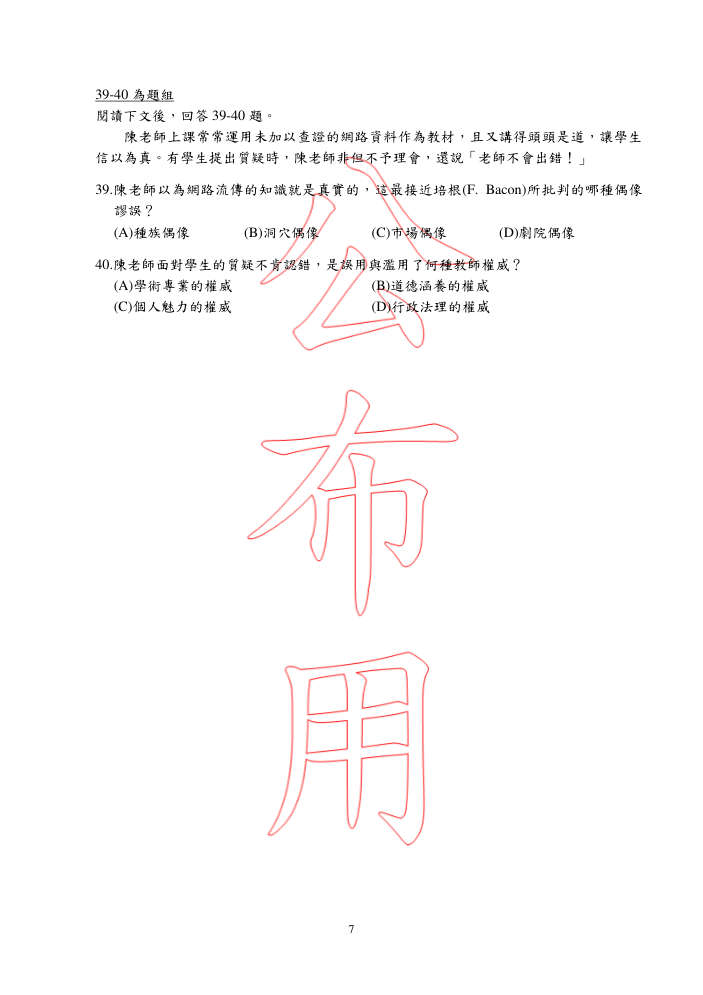 39-40 為題組
閱讀下文後，回答 39-40 題。
陳老師上課常常運用未加以查證的網路資料作為教材，且又講得頭頭是道，讓學生
信以為真。有學生提出質疑時，陳老師非但不予理會，還說「老師不會出錯！」
39.陳老師以為網路流傳的知識就是真實的，這最接近培根(F. Bacon)所批判的哪種偶像
謬誤？
(A)種族偶像 (B)洞穴偶像 (C)市場偶像 (D)劇院偶像
40.陳老師面對學生的質疑不肯認錯，是誤用與濫用了何種教師權威？
(A)學術專業的權威 (B)道德涵養的權威
(C)個人魅力的權威 (D)行政法理的權威
公
布
用
7